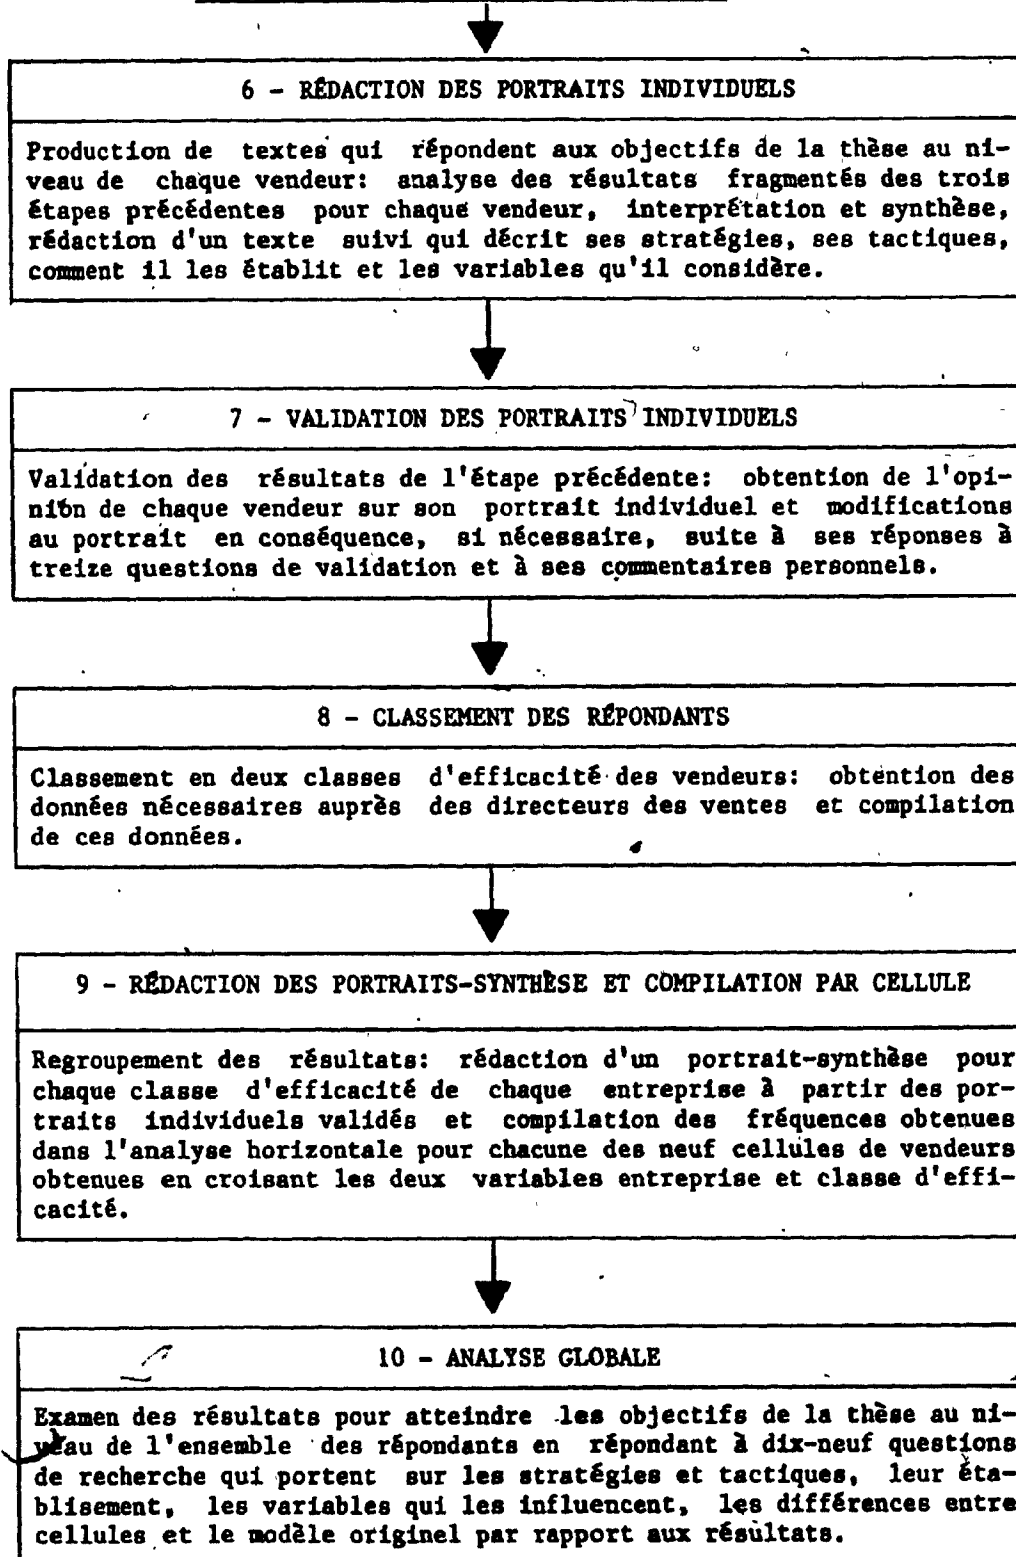 6 - RÉDACTION DES PORTRAITS INDIVIDUELS
Production de textes qui répondent aux objectifs de la thèse au ni-
veau de chaque vendeur: analyse des résultats fragmentés des trois
étapes précédentes pour chaque vendeur, interprétation et synthèse,
rédaction d'un texte suivi qui décrit ses stratégies, ses tactiques,
comment il les établit et les variables qu'il considère.
7 - VALIDATION DES PORTRAITS INDIVIDUELS
Validation des résultats de l'étape précédente: obtention de l'opi-
nion de chaque vendeur sur son portrait individuel et modifications
au portrait en conséquence, si nécessaire, suite à ses réponses à
treize questions de validation et à ses commentaires personnels.
8 - CLASSEMENT DES RÉPONDANTS
Classement en deux classes d'efficacité des vendeurs: obtention des
données nécessaires auprès des directeurs des ventes et compilation
de ces données.
9 - RÉDACTION DES PORTRAITS-SYNTHÈSE ET COMPILATION PAR CELLULE
Regroupement des résultats: rédaction d'un portrait-synthèse pour
chaque classe d'efficacité de chaque entreprise à partir des por-
traits individuels validés et compilation des fréquences obtenues
dans l'analyse horizontale pour chacune des neuf cellules de vendeurs
obtenues en croisant les deux variables entreprise et classe d'effi-
cacité.
10 - ANALYSE GLOBALE
Examen des résultats pour atteindre les objectifs de la thèse au ni-
veau de l'ensemble des répondants en répondant à dix-neuf questions
de recherche qui portent sur les stratégies et tactiques, leur éta-
blisement, les variables qui les influencent, les différences entre
cellules et le modèle originel par rapport aux résultats.